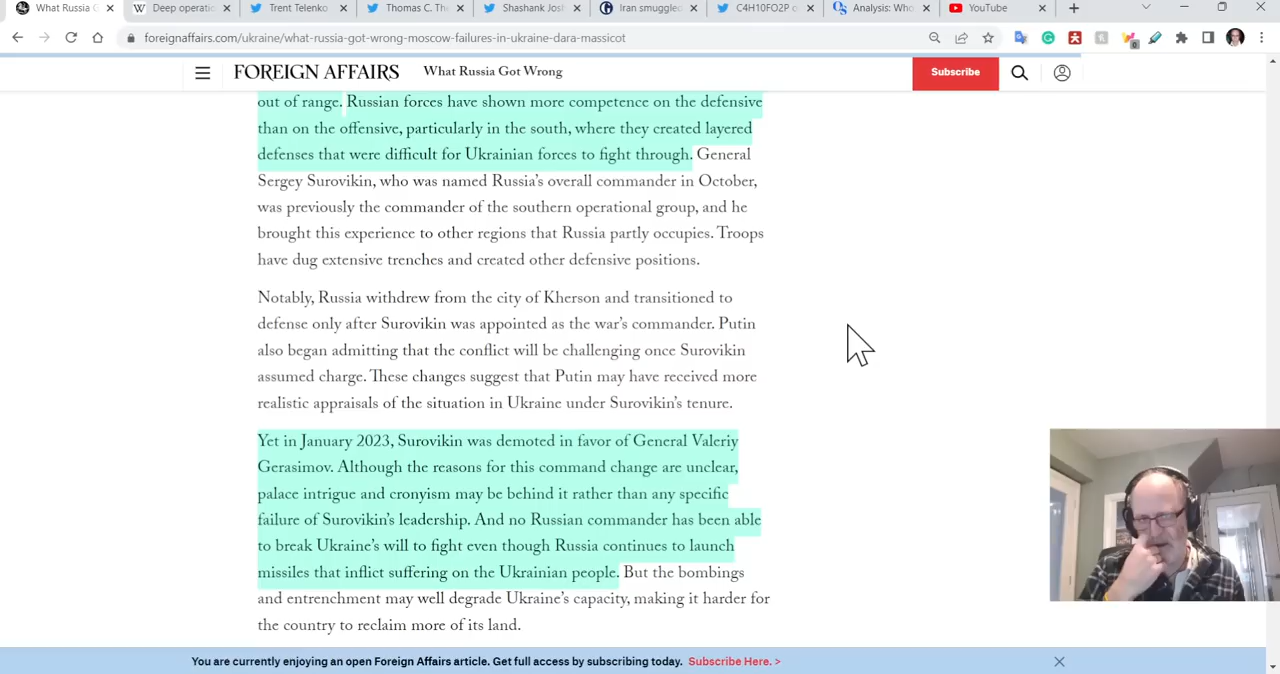 What Russia G
Deep operati
Trent Telenko
Thomas C. The
Shashank Jos
Iran smuggle
C4H10FO2P o
Analysis: Who
YouTube
foreignaffairs.com/ukraine/what-russia-got-wrong-moscow-failures-in-ukraine-dara-massicot
FOREIGN AFFAIRS What Russia Got Wrong Subscribe
out of range. Russian forces have shown more competence on the defensive
than on the offensive, particularly in the south, where they created layered
defenses that were difficult for Ukrainian forces to fight through. General
Sergey Surovikin, who was named Russia's overall commander in October,
was previously the commander of the southern operational group, and he
brought this experience to other regions that Russia partly occupies. Troops
have dug extensive trenches and created other defensive positions.
Notably, Russia withdrew from the city of Kherson and transitioned to
defense only after Surovikin was appointed as the war's commander. Putin
also began admitting that the conflict will be challenging once Surovikin
assumed charge. These changes suggest that Putin may have received more
realistic appraisals of the situation in Ukraine under Surovikin's tenure.
Yet in January 2023, Surovikin was demoted in favor of General Valeriy
Gerasimov. Although the reasons for this command change are unclear,
palace intrigue and cronyism may be behind it rather than any specific
failure of Surovikin's leadership. And no Russian commander has been able
to break Ukraine's will to fight even though Russia continues to launch
missiles that inflict suffering on the Ukrainian people. But the bombings
and entrenchment may well degrade Ukraine's capacity, making it harder for
the country to reclaim more of its land.
You are currently enjoying an open Foreign Affairs article. Get full access by subscribing today. Subscribe Here. >